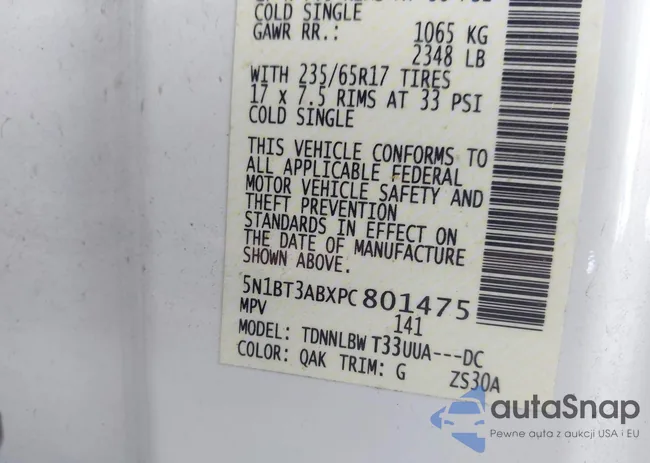 COLD SINGLE
GAWR RR.: 1065 KG
2348 LB
WITH 235/65R17 TIRES
17 x 7.5 RIMS AT 33 PSI
COLD SINGLE
THIS VEHICLE CONFORMS TO
ALL APPLICABLE FEDERAL
MOTOR VEHICLE SAFETY AND
THEFT PREVENTION
STANDARDS IN EFFECT ON
THE DATE OF MANUFACTURE
SHOWN ABOVE.
5N1BT3ABXPC801475
MPV 141
MODEL: TDNNLBW T33UUA---DC
COLOR: QAK TRIM: G ZS30A
autaSnap
Pewne auta z aukcji USA i EU